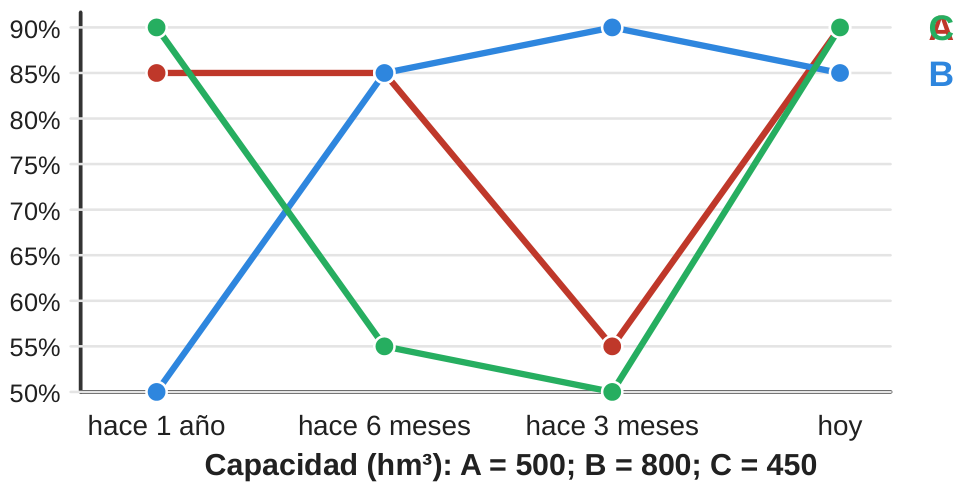 90%
A
C
85%
B
80%
75%
70%
65%
60%
55%
50%
hace 1 año
hace 6 meses
hace 3 meses
hoy
Capacidad (hm³): A = 500; B = 800; C = 450